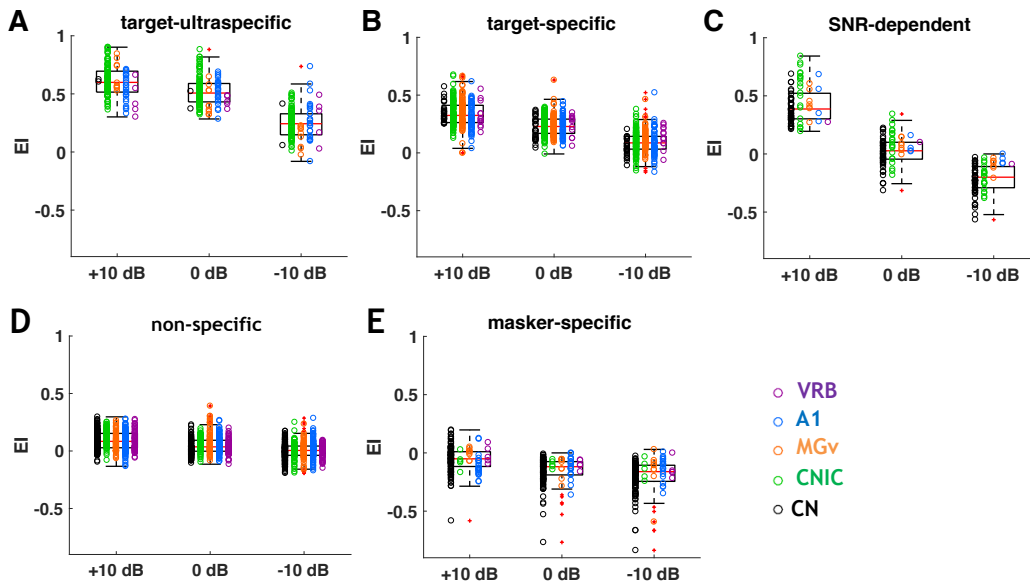 A
target-ultraspecific
1
0.5
0
-0.5
EI
+10 dB
0 dB
-10 dB
B
target-specific
1
0.5
0
-0.5
EI
+10 dB
0 dB
-10 dB
C
SNR-dependent
1
0.5
0
-0.5
EI
+10 dB
0 dB
-10 dB
D
non-specific
1
0.5
0
-0.5
EI
+10 dB
0 dB
-10 dB
E
masker-specific
1
0.5
0
-0.5
EI
+10 dB
0 dB
-10 dB
VRB
A1
MGv
CNIC
CN